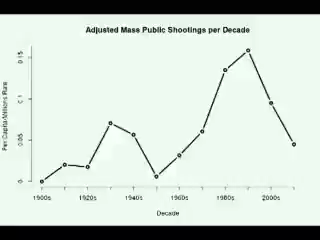 Adjusted Mass Public Shootings per Decade
Per Capita/Millions Rate
0.15
0.1
0.05
0
1900s 1920s 1940s 1960s 1980s 2000s
Decade